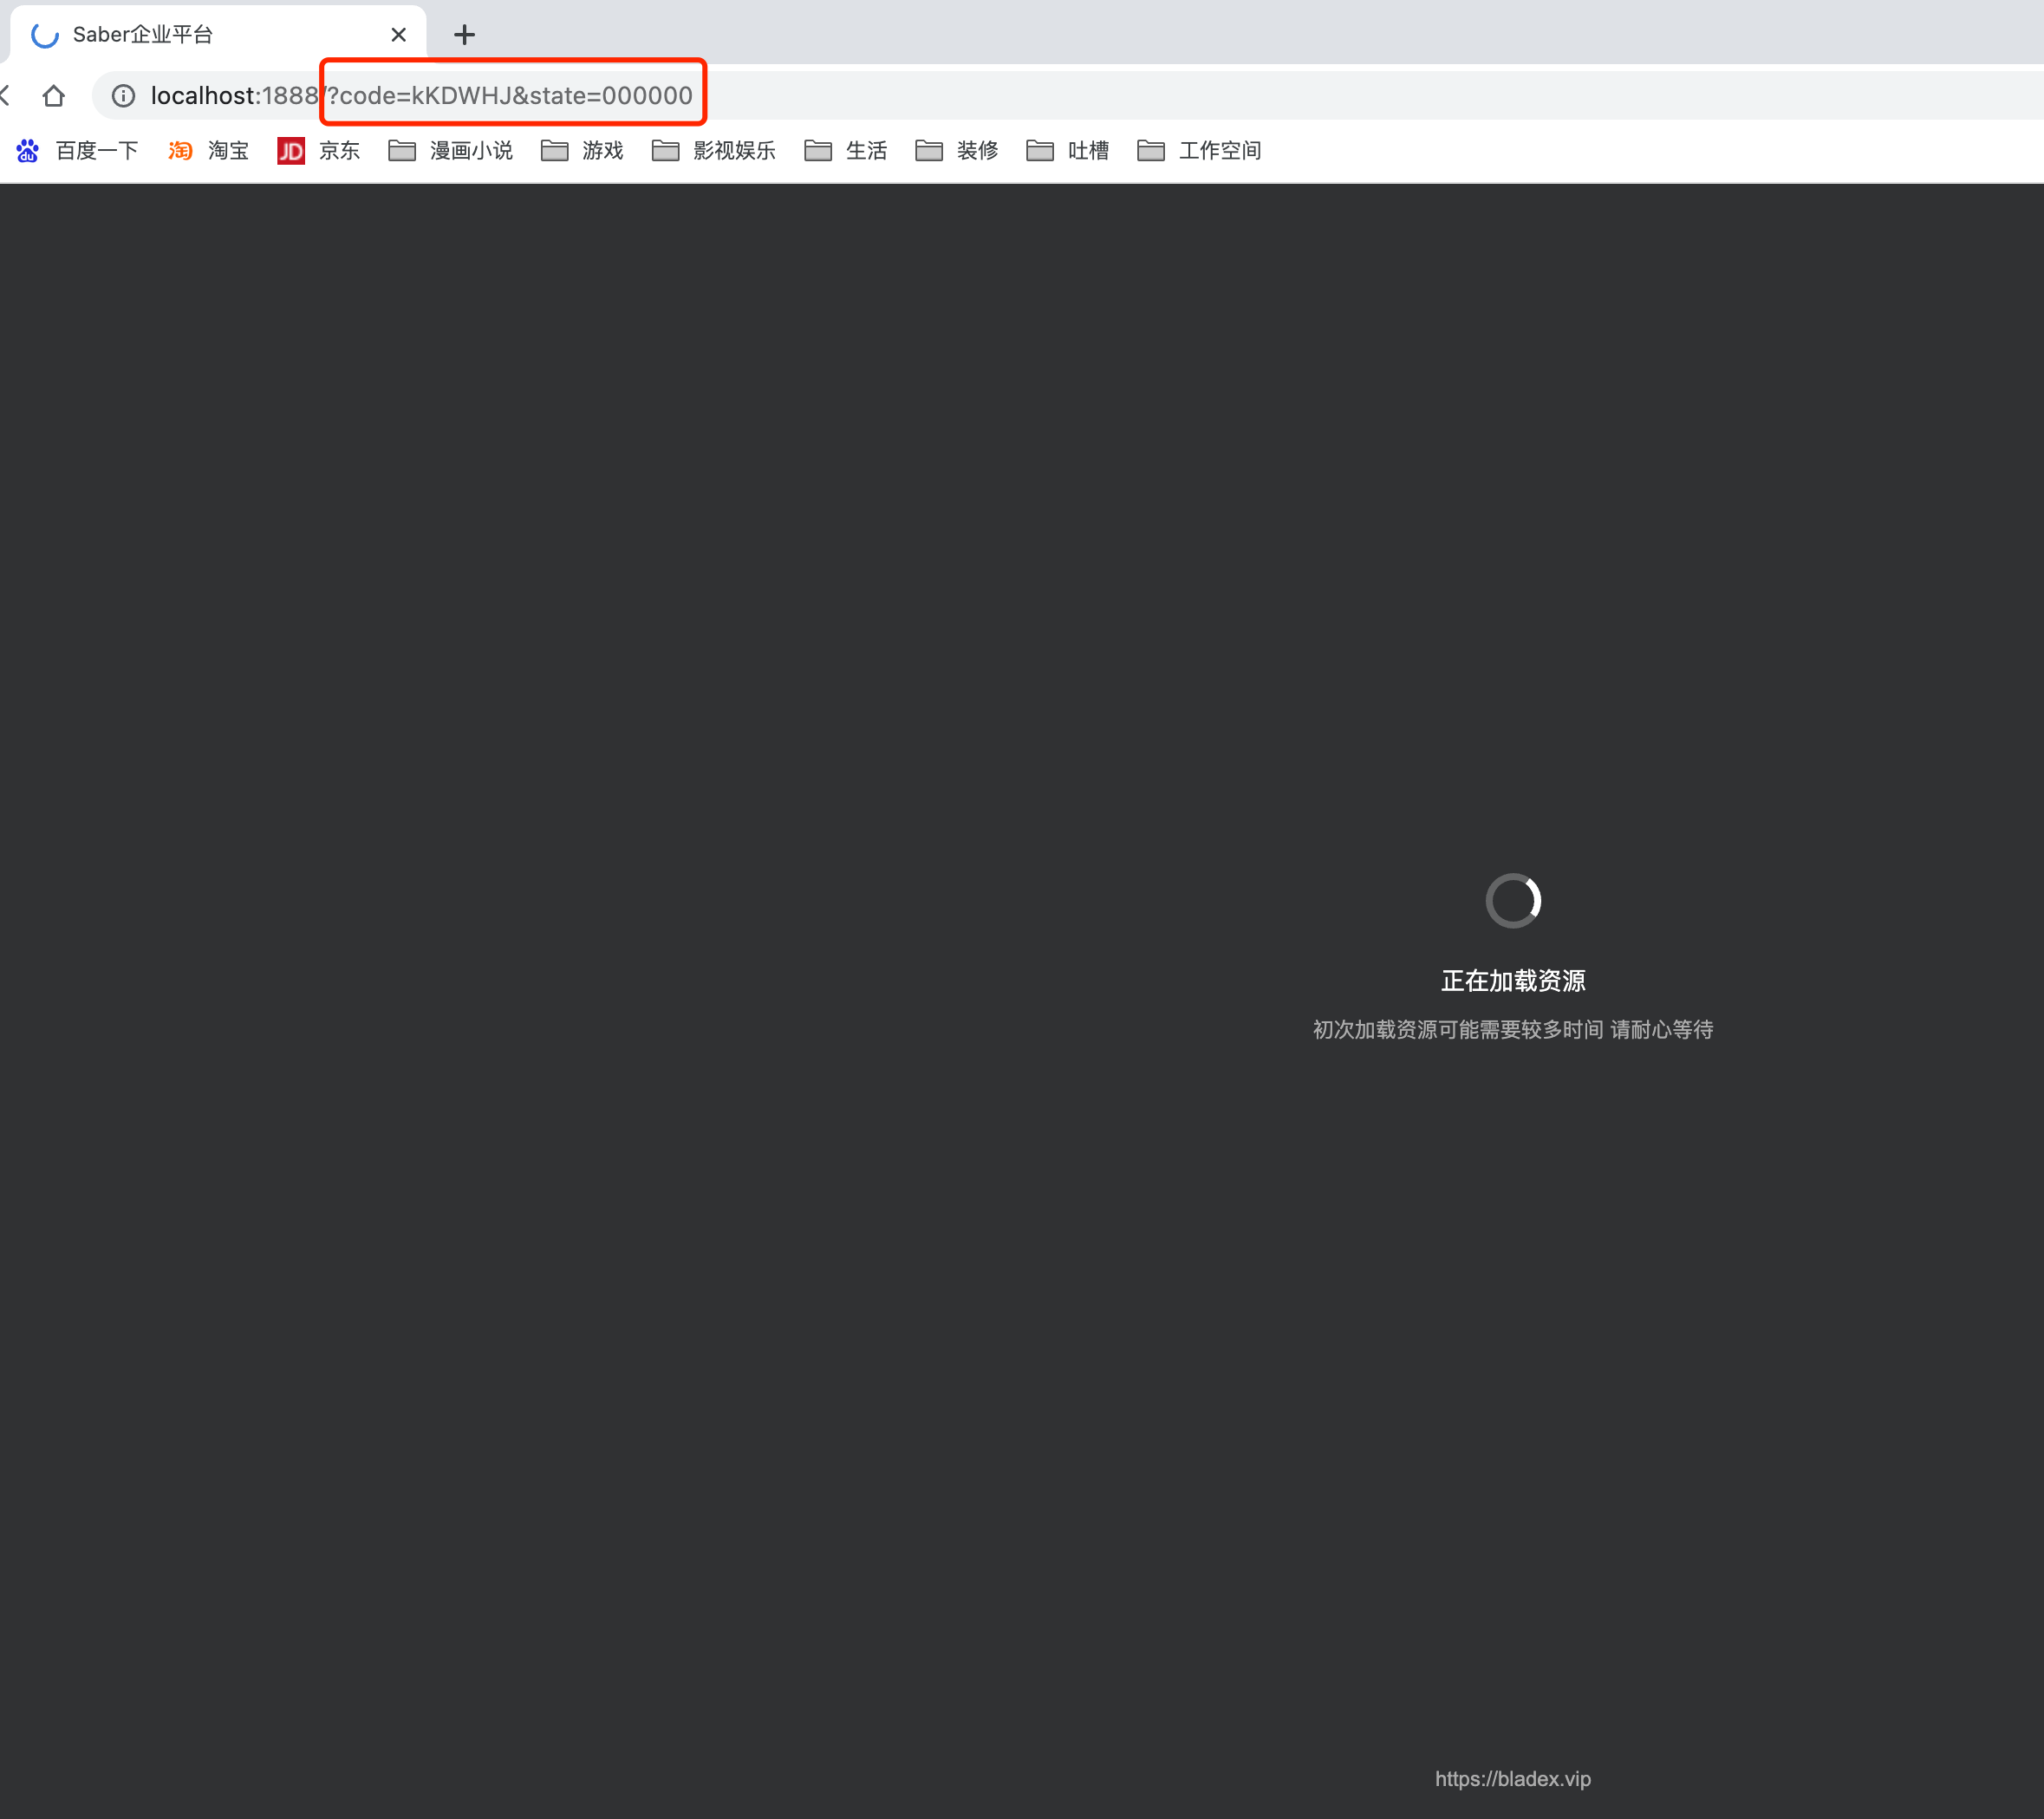 Saber企业平台
localhost:1888/?code=kKDWHJ&state=000000
du 百度一下 淘 淘宝 JD 京东 漫画小说 游戏 影视娱乐 生活 装修 吐槽 工作空间
正在加载资源
初次加载资源可能需要较多时间 请耐心等待
https://bladex.vip